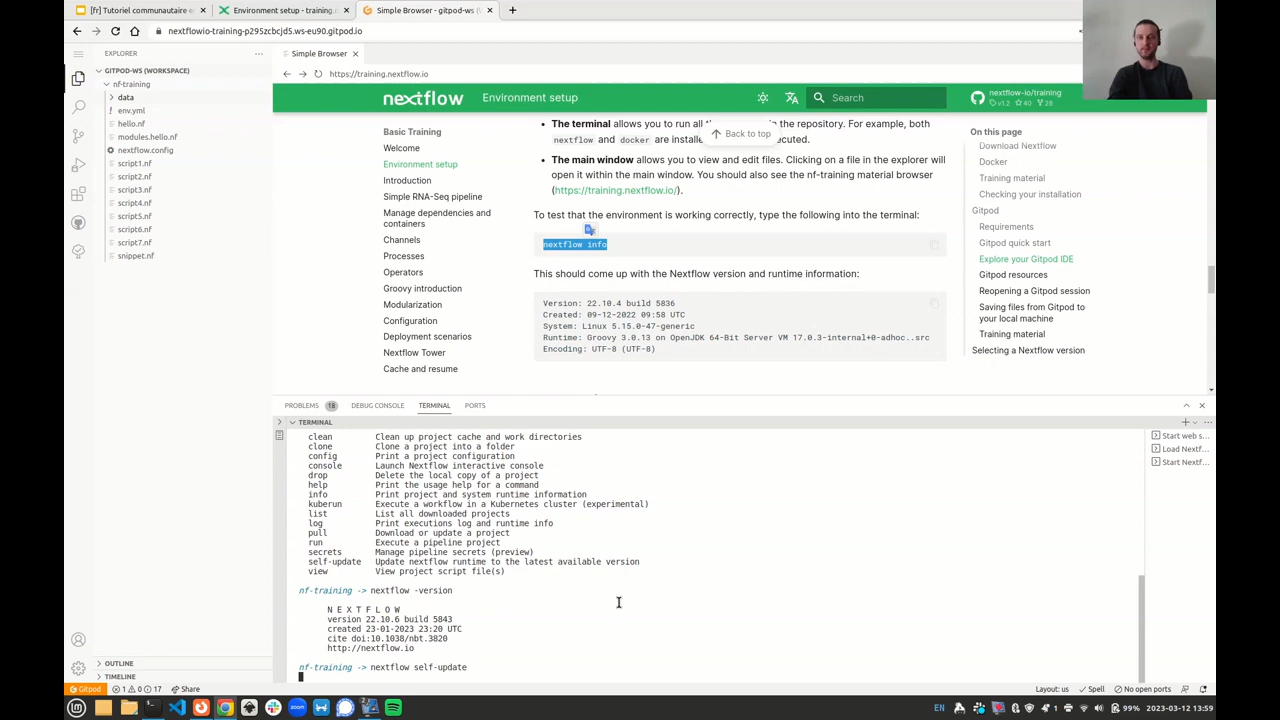 [fr] Tutoriel communautaire e
Environment setup - training.n
Simple Browser - gitpod-ws (W
nextflowio-training-p295zcbcjd5.ws-eu90.gitpod.io
EXPLORER
GITPOD-WS (WORKSPACE)
nf-training
data
env.yml
hello.nf
modules.hello.nf
nextflow.config
script1.nf
script2.nf
script3.nf
script4.nf
script5.nf
script6.nf
script7.nf
snippet.nf
OUTLINE
TIMELINE
Simple Browser
https://training.nextflow.io
nextflow
Environment setup
Search
nextflow-io/training
v1.2 40 28
Basic Training
Welcome
Environment setup
Introduction
Simple RNA-Seq pipeline
Manage dependencies and
containers
Channels
Processes
Operators
Groovy introduction
Modularization
Configuration
Deployment scenarios
Nextflow Tower
Cache and resume
The terminal allows you to run all the in the repository. For example, both
nextflow and docker are installe ecuted.
Back to top
The main window allows you to view and edit files. Clicking on a file in the explorer will
open it within the main window. You should also see the nf-training material browser
(https://training.nextflow.io/).
To test that the environment is working correctly, type the following into the terminal:
nextflow info
This should come up with the Nextflow version and runtime information:
Version: 22.10.4 build 5836
Created: 09-12-2022 09:58 UTC
System: Linux 5.15.0-47-generic
Runtime: Groovy 3.0.13 on OpenJDK 64-Bit Server VM 17.0.3-internal+0-adhoc..src
Encoding: UTF-8 (UTF-8)
On this page
Download Nextflow
Docker
Training material
Checking your installation
Gitpod
Requirements
Gitpod quick start
Explore your Gitpod IDE
Gitpod resources
Reopening a Gitpod session
Saving files from Gitpod to
your local machine
Training material
Selecting a Nextflow version
PROBLEMS 18 DEBUG CONSOLE TERMINAL PORTS
TERMINAL
clean Clean up project cache and work directories
clone Clone a project into a folder
config Print a project configuration
console Launch Nextflow interactive console
drop Delete the local copy of a project
help Print the usage help for a command
info Print project and system runtime information
kuberun Execute a workflow in a Kubernetes cluster (experimental)
list List all downloaded projects
log Print executions log and runtime info
pull Download or update a project
run Execute a pipeline project
secrets Manage pipeline secrets (preview)
self-update Update nextflow runtime to the latest available version
view View project script file(s)
nf-training -> nextflow -version
N E X T F L O W
version 22.10.6 build 5843
created 23-01-2023 23:20 UTC
cite doi:10.1038/nbt.3820
http://nextflow.io
nf-training -> nextflow self-update
Start web s...
Load Nextf...
Start Nextf...
Gitpod 1 0 17 Share
Layout: us Spell No open ports
zoom
EN 1 99% 2023-03-12 13:59